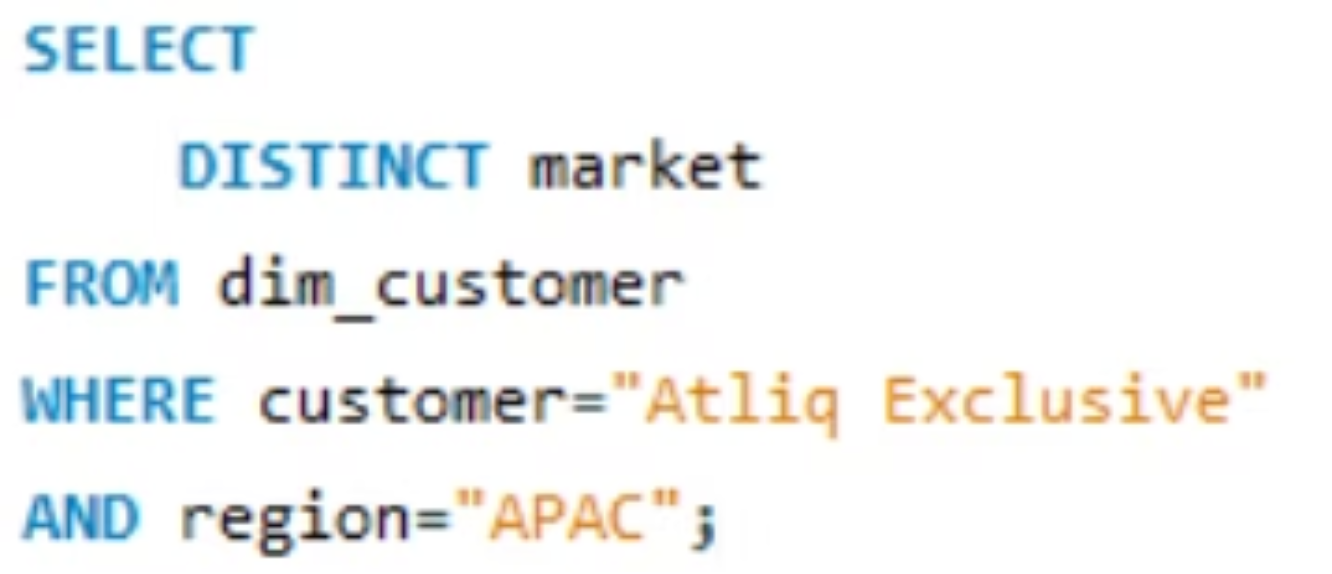 SELECT
DISTINCT market
FROM dim_customer
WHERE customer="Atliq Exclusive"
AND region="APAC";